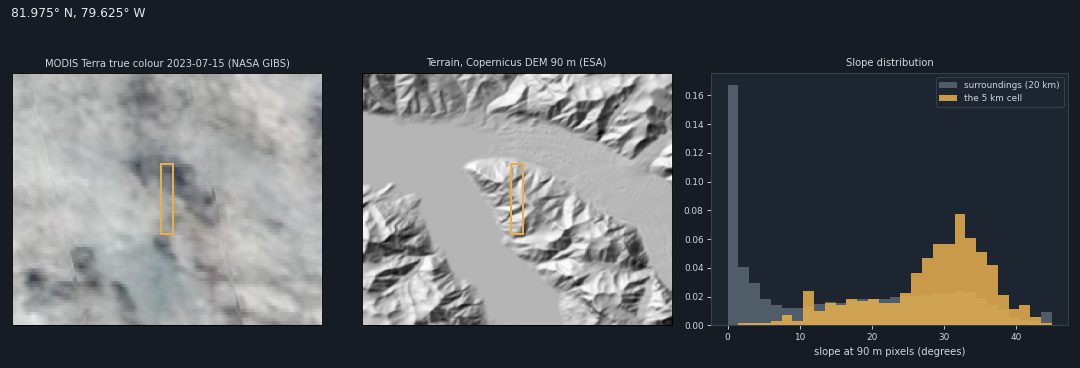 81.975° N, 79.625° W
MODIS Terra true colour 2023-07-15 (NASA GIBS)
Terrain, Copernicus DEM 90 m (ESA)
Slope distribution
surroundings (20 km)
the 5 km cell
0.16
0.14
0.12
0.10
0.08
0.06
0.04
0.02
0.00
0 10 20 30 40
slope at 90 m pixels (degrees)